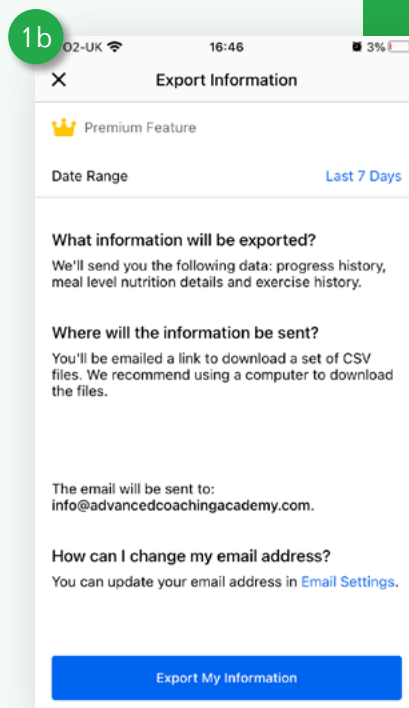 1b
O2-UK 16:46 3%
Export Information
Premium Feature
Date Range Last 7 Days
What information will be exported?
We'll send you the following data: progress history,
meal level nutrition details and exercise history.
Where will the information be sent?
You'll be emailed a link to download a set of CSV
files. We recommend using a computer to download
the files.
The email will be sent to:
info@advancedcoachingacademy.com.
How can I change my email address?
You can update your email address in Email Settings.
Export My Information